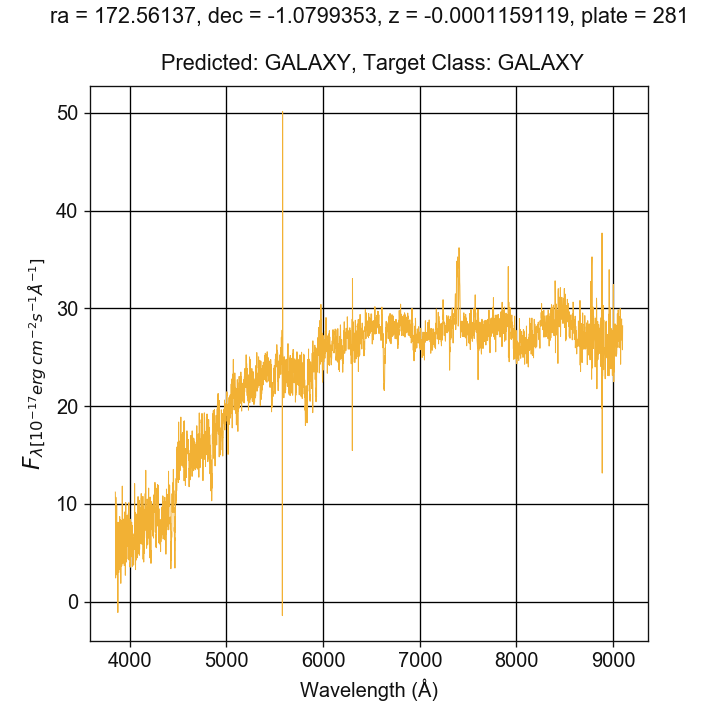 ra = 172.56137, dec = -1.0799353, z = -0.0001159119, plate = 281
Predicted: GALAXY, Target Class: GALAXY
50
40
30
20
10
0
F_λ[10^−17 erg cm^−2 s^−1 Å^−1]
4000 5000 6000 7000 8000 9000
Wavelength (Å)